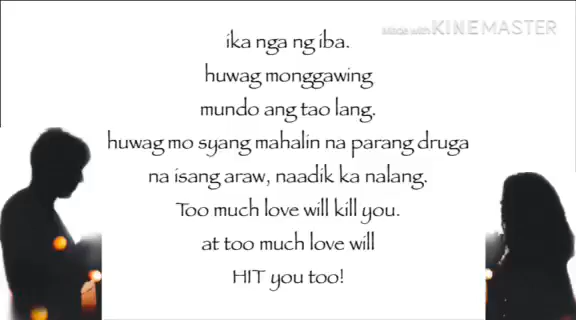 Made with KINEMASTER
ika nga ng iba.
huwag monggawing
mundo ang tao lang.
huwag mo syang mahalin na parang druga
na isang araw, naadik ka nalang.
Too much love will kill you.
at too much love will
HIT you too!